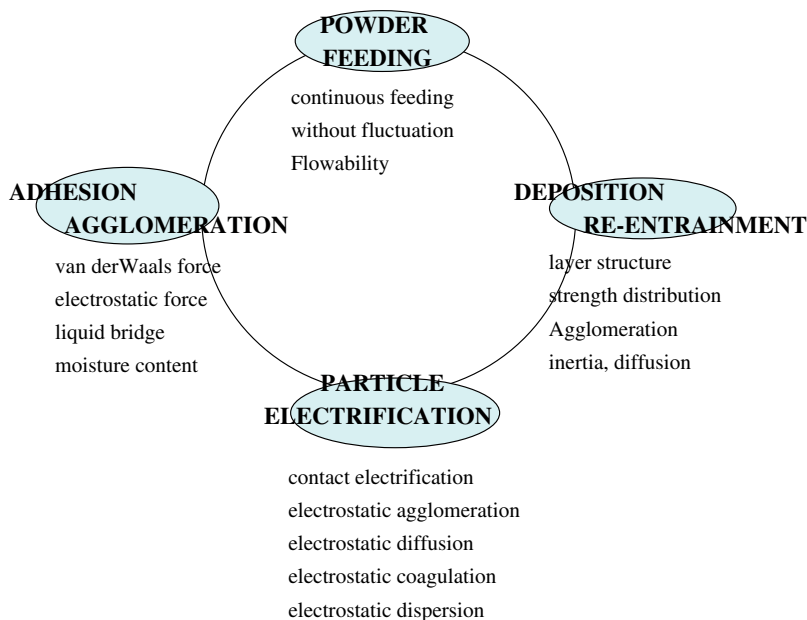 POWDER
FEEDING
continuous feeding
without fluctuation
Flowability
ADHESION
AGGLOMERATION
van derWaals force
electrostatic force
liquid bridge
moisture content
DEPOSITION
RE-ENTRAINMENT
layer structure
strength distribution
Agglomeration
inertia, diffusion
PARTICLE
ELECTRIFICATION
contact electrification
electrostatic agglomeration
electrostatic diffusion
electrostatic coagulation
electrostatic dispersion